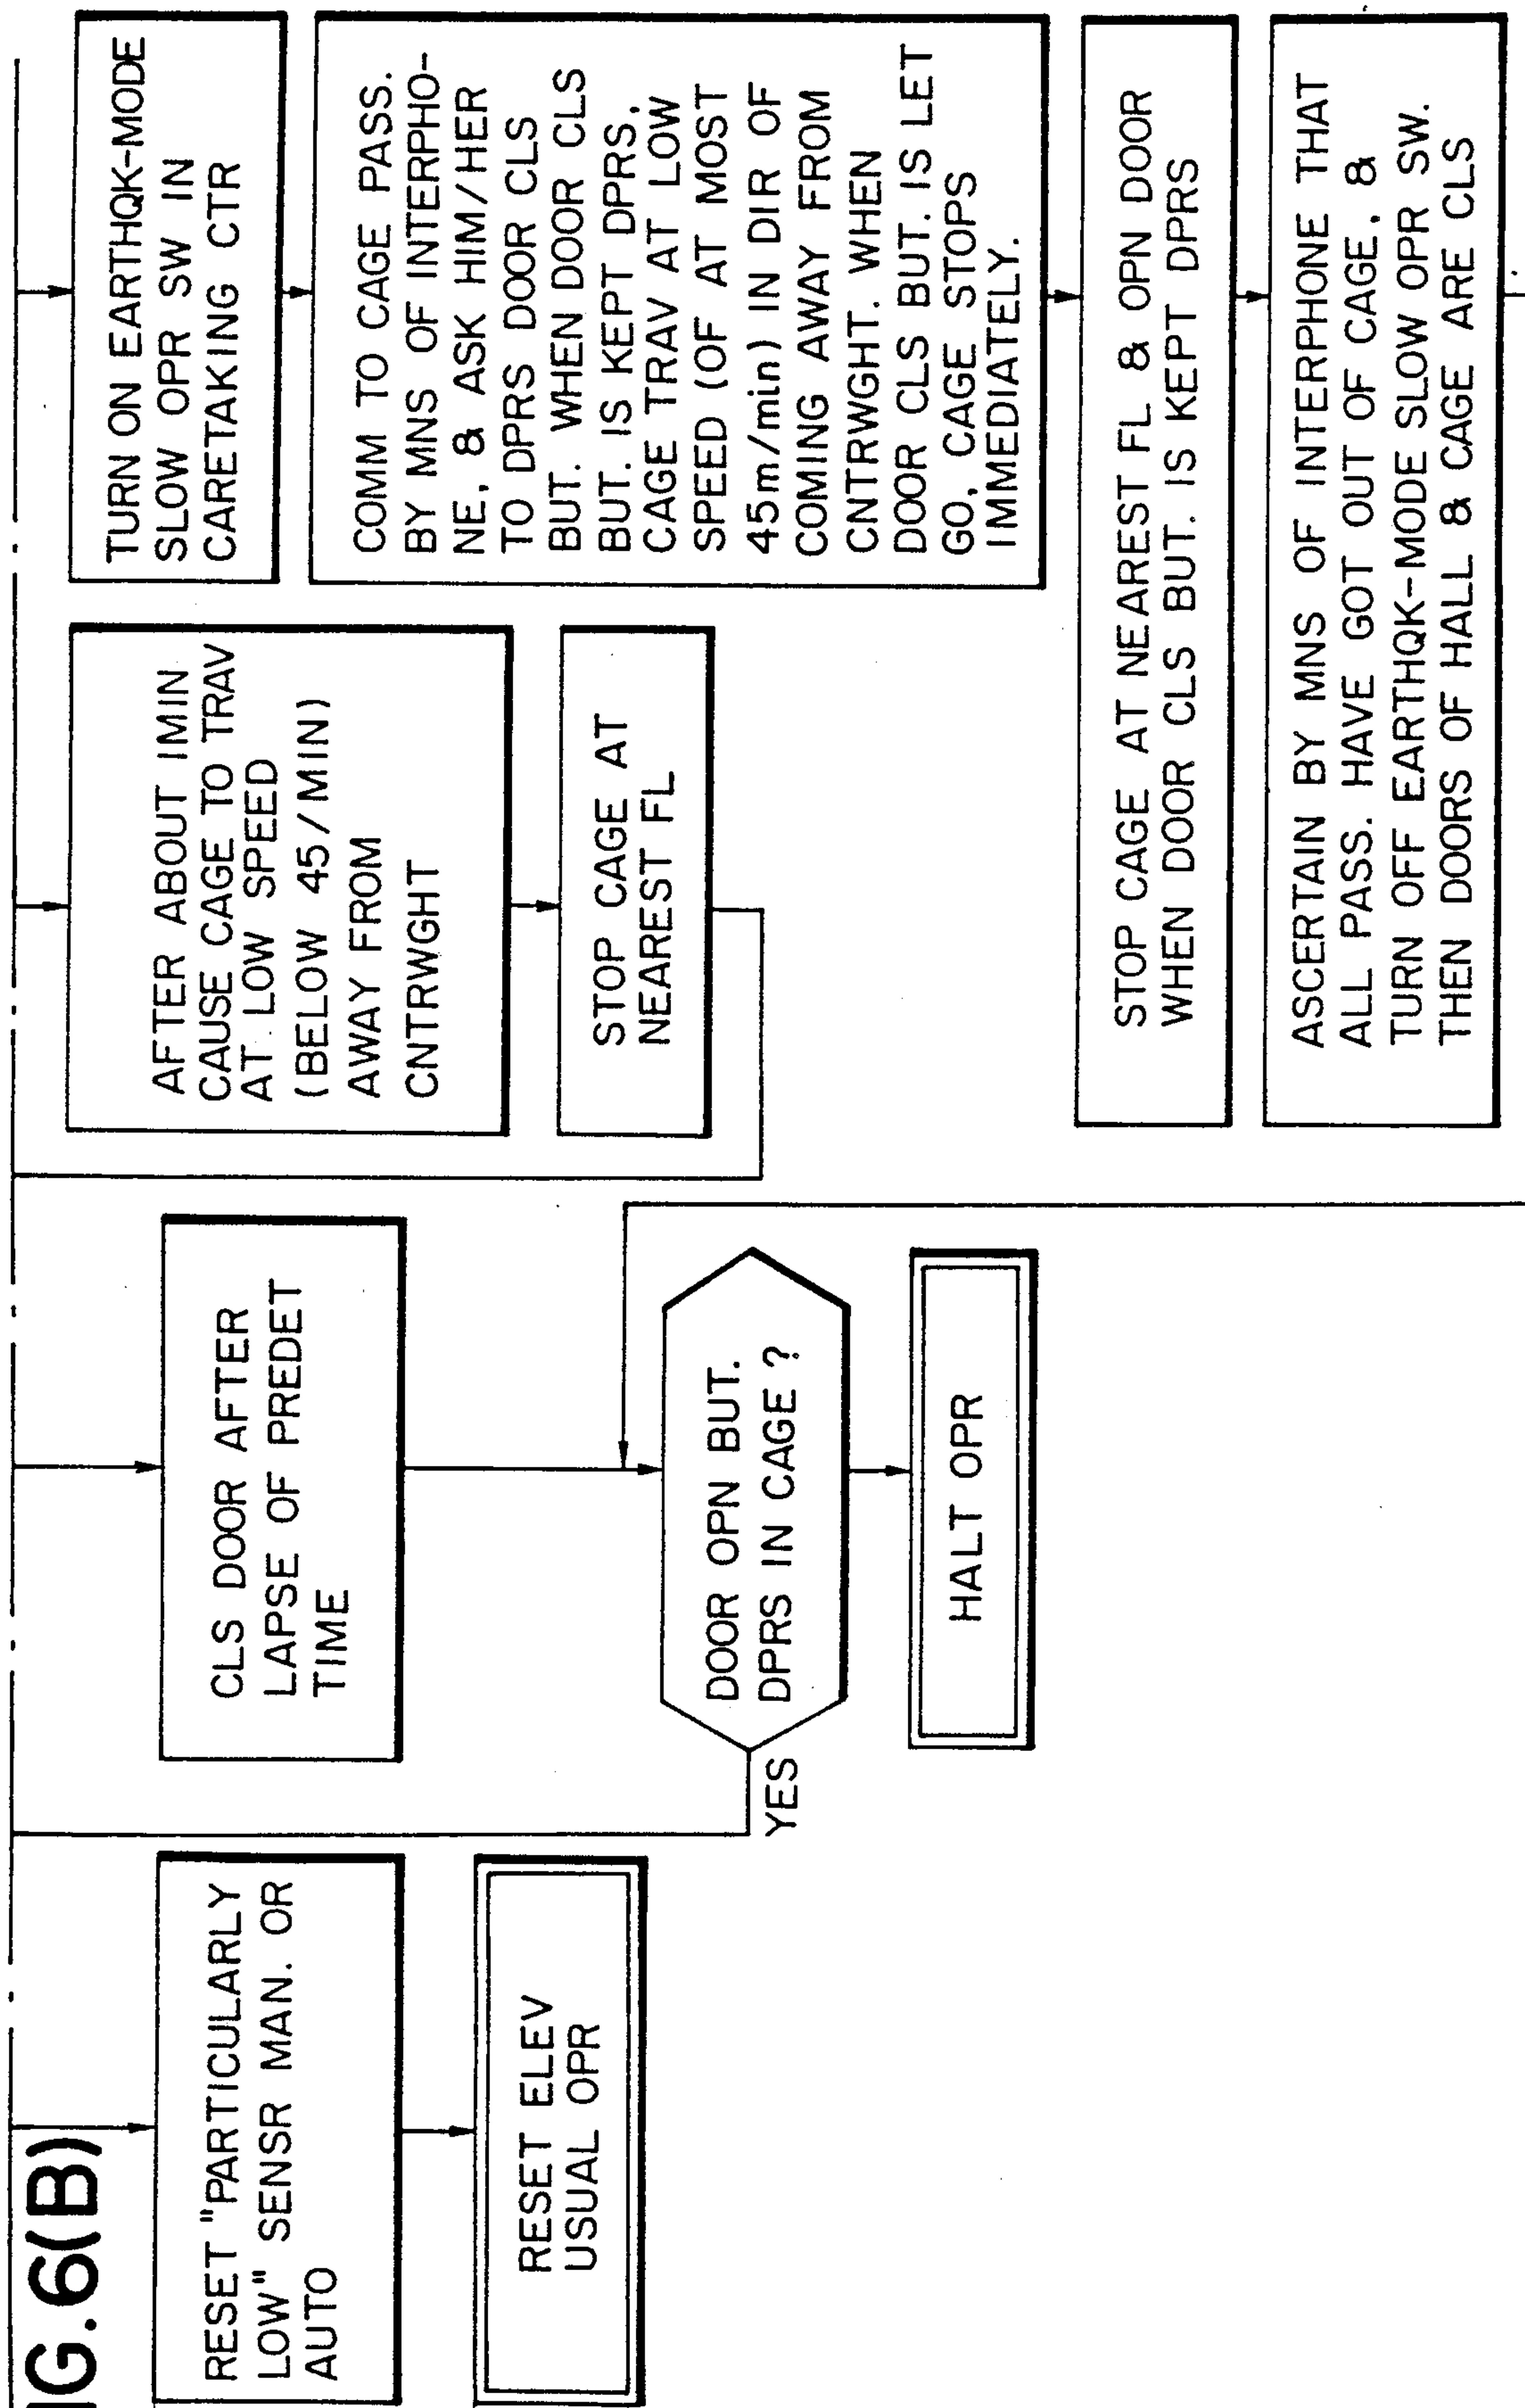 IG.6(B)
RESET "PARTICULARLY
LOW" SENSR MAN. OR
AUTO
RESET ELEV
USUAL OPR
CLS DOOR AFTER
LAPSE OF PREDET
TIME
DOOR OPN BUT.
DPRS IN CAGE ?
YES
HALT OPR
AFTER ABOUT 1MIN
CAUSE CAGE TO TRAV
AT LOW SPEED
(BELOW 45/MIN)
AWAY FROM
CNTRWGHT
STOP CAGE AT
NEAREST FL
TURN ON EARTHQK-MODE
SLOW OPR SW IN
CARETAKING CTR
COMM TO CAGE PASS.
BY MNS OF INTERPHO-
NE, & ASK HIM/HER
TO DPRS DOOR CLS
BUT. WHEN DOOR CLS
BUT. IS KEPT DPRS,
CAGE TRAV AT LOW
SPEED (OF AT MOST
45m/min) IN DIR OF
COMING AWAY FROM
CNTRWGHT. WHEN
DOOR CLS BUT. IS LET
GO, CAGE STOPS
IMMEDIATELY.
STOP CAGE AT NEAREST FL & OPN DOOR
WHEN DOOR CLS BUT. IS KEPT DPRS
ASCERTAIN BY MNS OF INTERPHONE THAT
ALL PASS. HAVE GOT OUT OF CAGE, &
TURN OFF EARTHQK-MODE SLOW OPR SW.
THEN DOORS OF HALL & CAGE ARE CLS